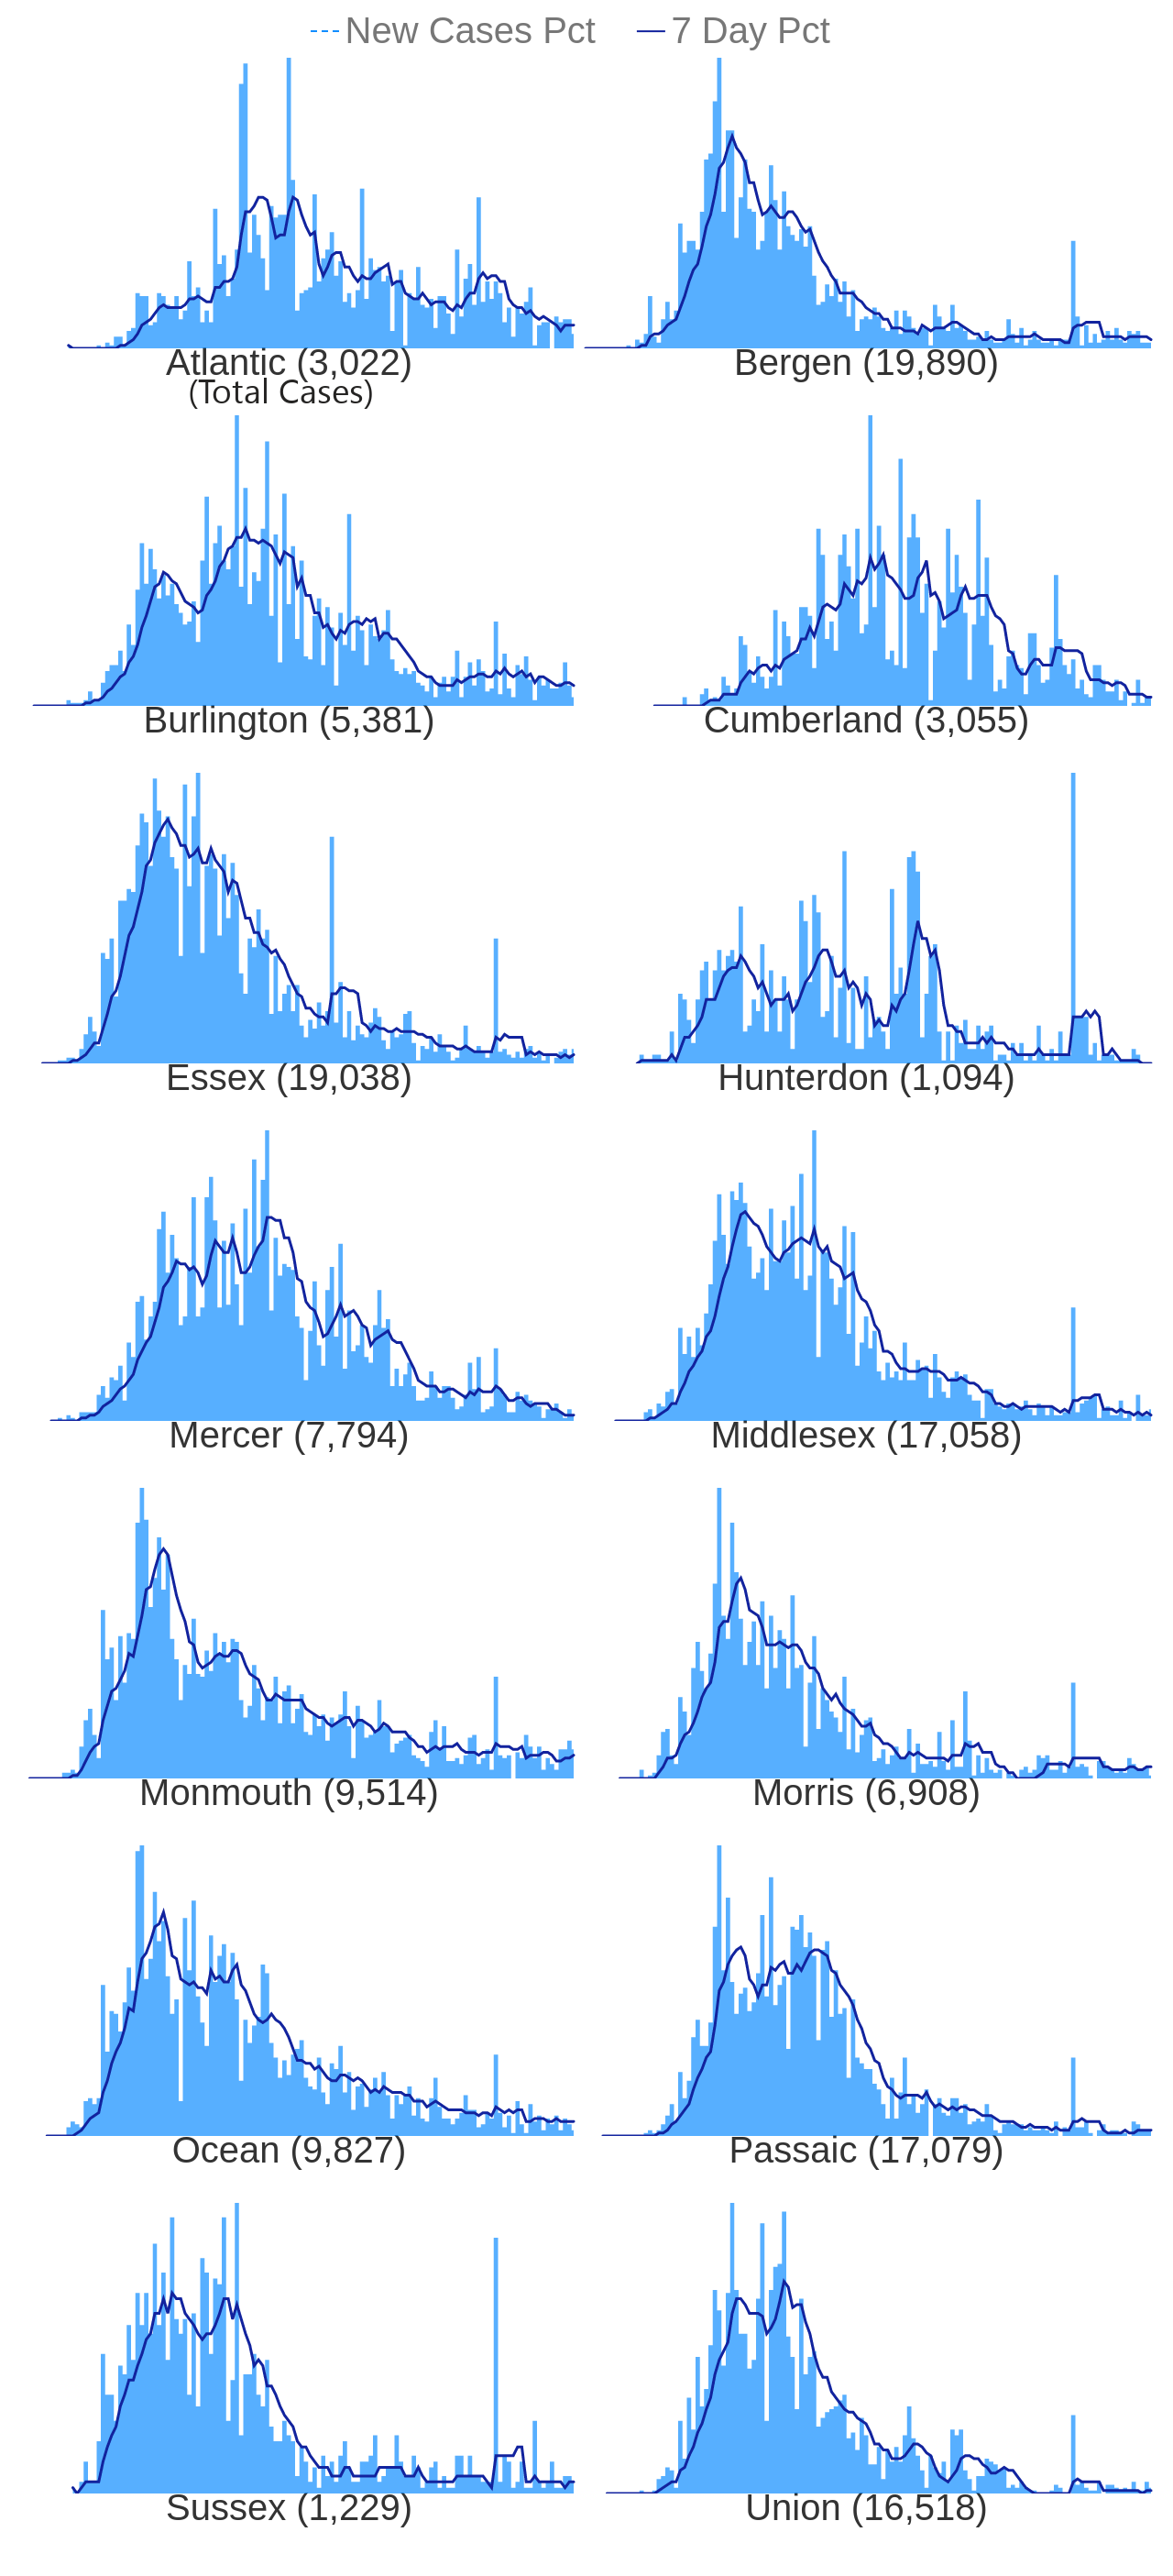 New Cases Pct 7 Day Pct
Atlantic (3,022) Bergen (19,890)
(Total Cases)
Burlington (5,381) Cumberland (3,055)
Essex (19,038) Hunterdon (1,094)
Mercer (7,794) Middlesex (17,058)
Monmouth (9,514) Morris (6,908)
Ocean (9,827) Passaic (17,079)
Sussex (1,229) Union (16,518)